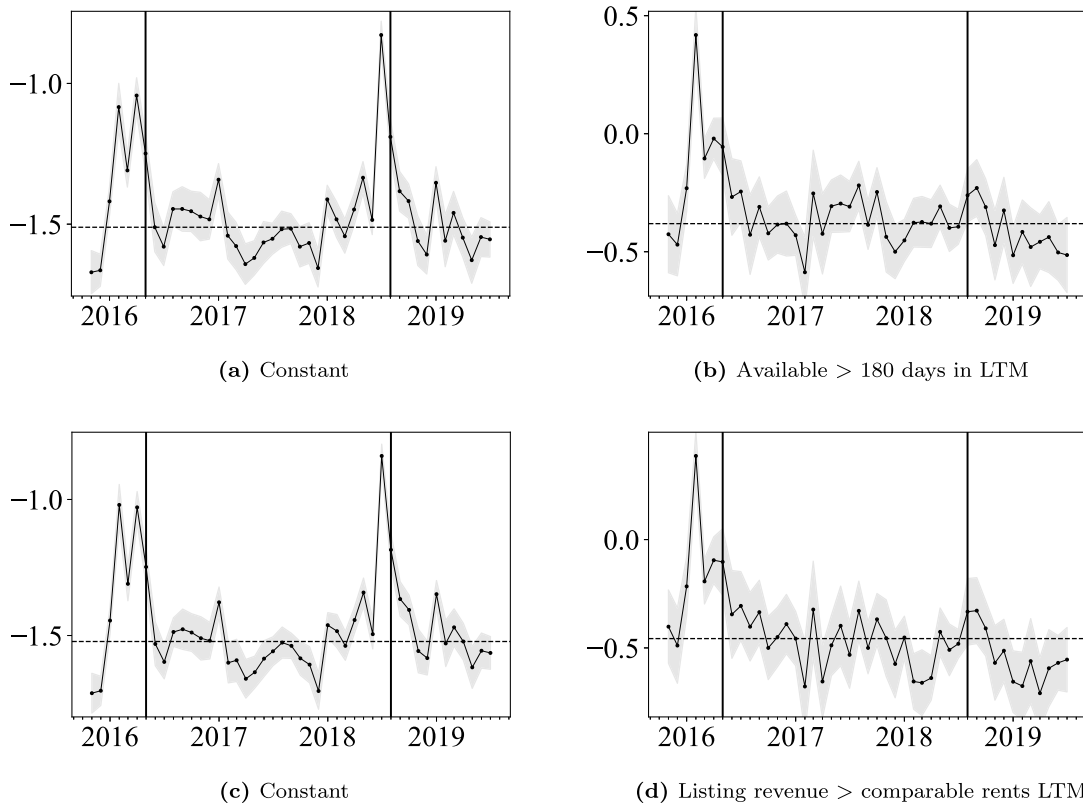 0.5
−1.0
0.0
−1.5
−0.5
2016 2017 2018 2019
2016 2017 2018 2019
(a) Constant
(b) Available > 180 days in LTM
−1.0
0.0
−1.5
−0.5
2016 2017 2018 2019
2016 2017 2018 2019
(c) Constant
(d) Listing revenue > comparable rents LTM